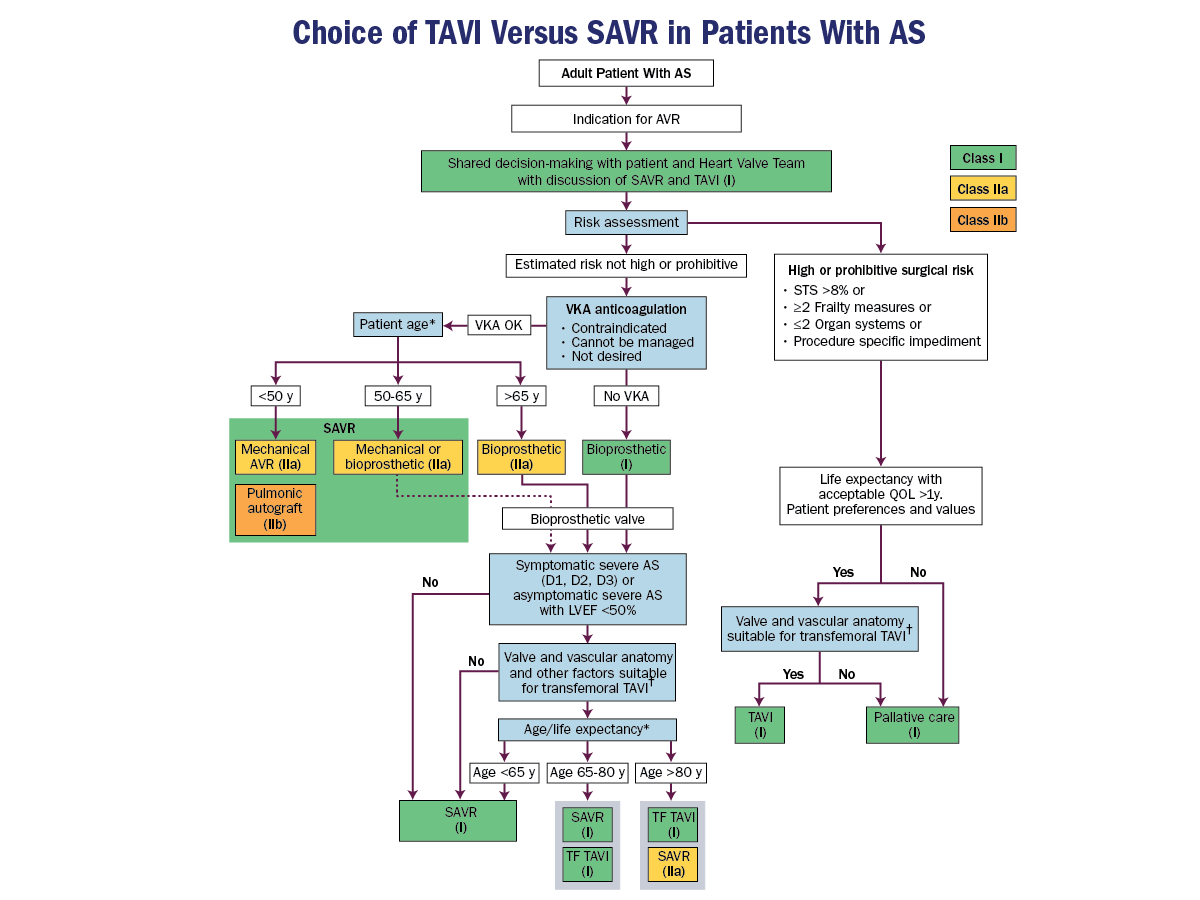 Choice of TAVI Versus SAVR in Patients With AS
Adult Patient With AS
Indication for AVR
Shared decision-making with patient and Heart Valve Team
with discussion of SAVR and TAVI (I)
Class I
Class IIa
Class IIb
Risk assessment
Estimated risk not high or prohibitive
High or prohibitive surgical risk
· STS >8% or
· ≥2 Frailty measures or
· ≤2 Organ systems or
· Procedure specific impediment
VKA anticoagulation
· Contraindicated
· Cannot be managed
· Not desired
VKA OK
Patient age*
<50 y
50-65 y
>65 y
No VKA
SAVR
Mechanical
AVR (IIa)
Mechanical or
bioprosthetic (IIa)
Bioprosthetic
(IIa)
Bioprosthetic
(I)
Pulmonic
autograft
(IIb)
Life expectancy with
acceptable QOL >1y.
Patient preferences and values
Bioprosthetic valve
Symptomatic severe AS
(D1, D2, D3) or
asymptomatic severe AS
with LVEF <50%
No
Yes
No
Valve and vascular anatomy
suitable for transfemoral TAVI†
No
Valve and vascular anatomy
and other factors suitable
for transfemoral TAVI†
Yes
No
TAVI
(I)
Pallative care
(I)
Age/life expectancy*
Age <65 y
Age 65-80 y
Age >80 y
SAVR
(I)
SAVR
(I)
TF TAVI
(I)
TF TAVI
(I)
SAVR
(IIa)